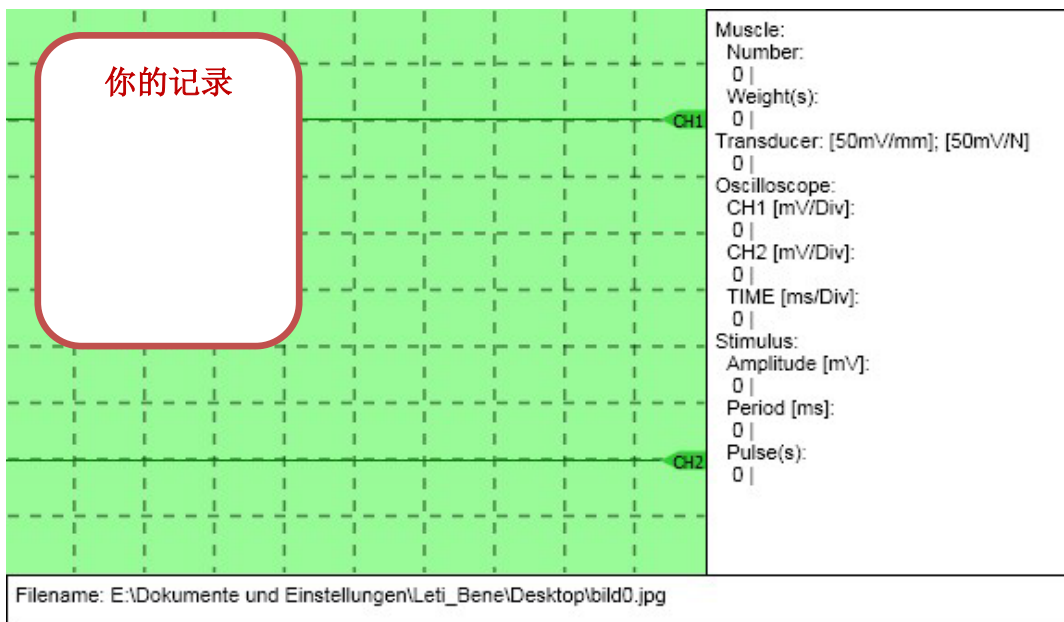 你的记录
CH1
CH2
Muscle:
Number:
0 |
Weight(s):
0 |
Transducer: [50mV/mm]; [50mV/N]
0 |
Oscilloscope:
CH1 [mV/Div]:
0 |
CH2 [mV/Div]:
0 |
TIME [ms/Div]:
0 |
Stimulus:
Amplitude [mV]:
0 |
Period [ms]:
0 |
Pulse(s):
0 |
Filename: E:\Dokumente und Einstellungen\Leti_Bene\Desktop\bild0.jpg